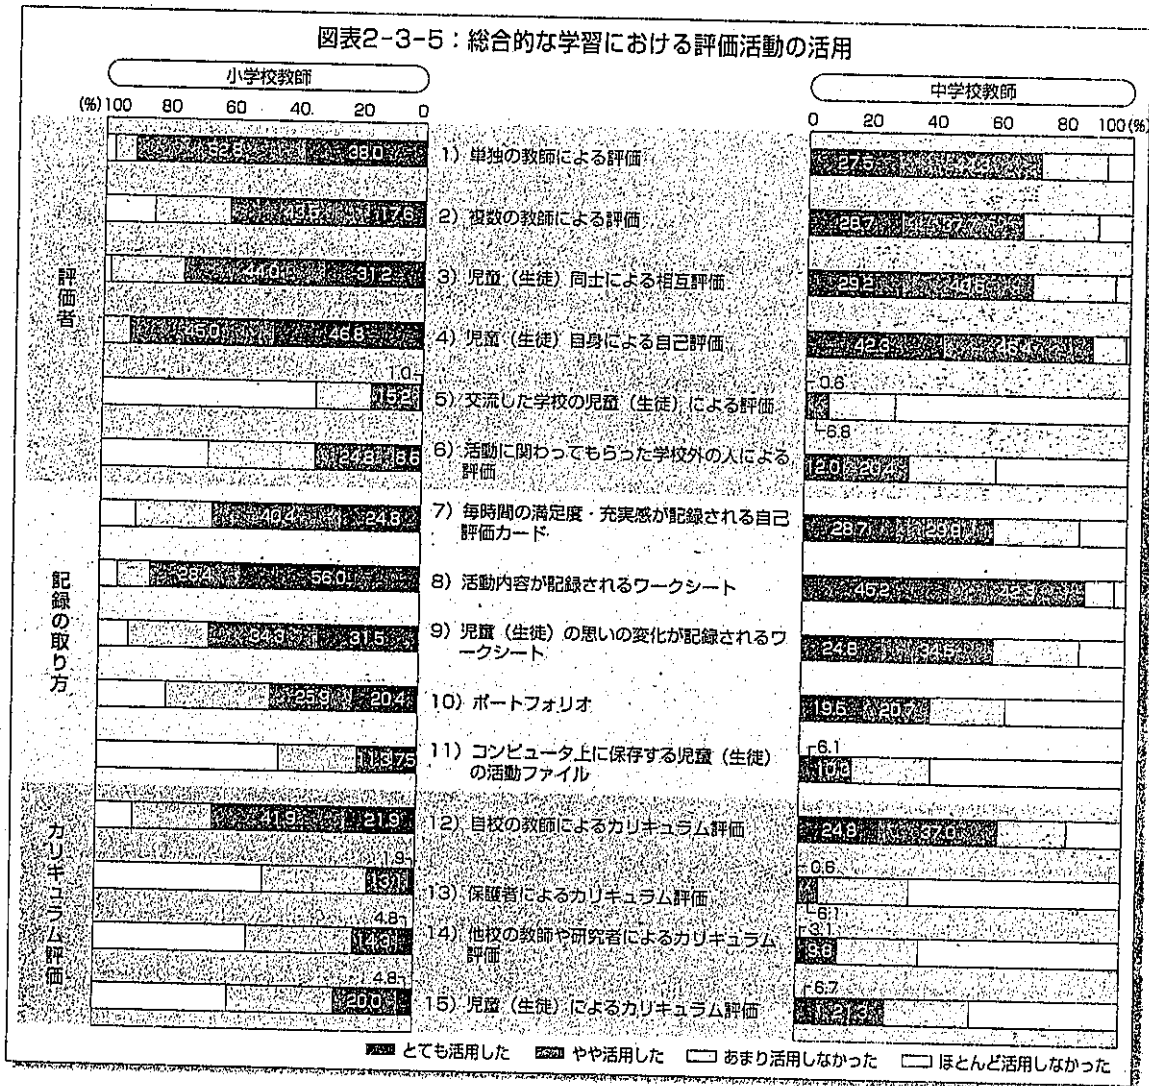 図表2-3-5：総合的な学習における評価活動の活用
小学校教師
中学校教師
(%) 100 80 60 40 20 0
0 20 40 60 80 100(%)
評価者
1）単独の教師による評価
38.0
27.5
2）複数の教師による評価
17.6
28.7
3）児童（生徒）同士による相互評価
44.0 31.2
29.2 40.6
4）児童（生徒）自身による自己評価
45.0 46.8
1.0
5）交流した学校の児童（生徒）による評価
15.2
0.6
6.8
6）活動に関わってもらった学校外の人による
評価
24.8 8.6
12.0 20.4
記録の取り方
7）毎時間の満足度・充実感が記録される自己
評価カード
40.4 24.8
28.7 29.8
8）活動内容が記録されるワークシート
28.4 56.0
45.2 42.3
9）児童（生徒）の思いの変化が記録されるワ
ークシート
34.3 31.5
24.8 34.5
10）ポートフォリオ
25.9 20.4
19.5 20.7
11）コンピュータ上に保存する児童（生徒）
の活動ファイル
11.3 7.5
6.1
カリキュラム評価
12）自校の教師によるカリキュラム評価
41.9 21.9
24.8 37.0
1.9
13）保護者によるカリキュラム評価
13.1
0.6
6.1
4.8
14）他校の教師や研究者によるカリキュラム
評価
14.3
3.1
4.8
15）児童（生徒）によるカリキュラム評価
20.0
6.7
とても活用した やや活用した あまり活用しなかった ほとんど活用しなかった